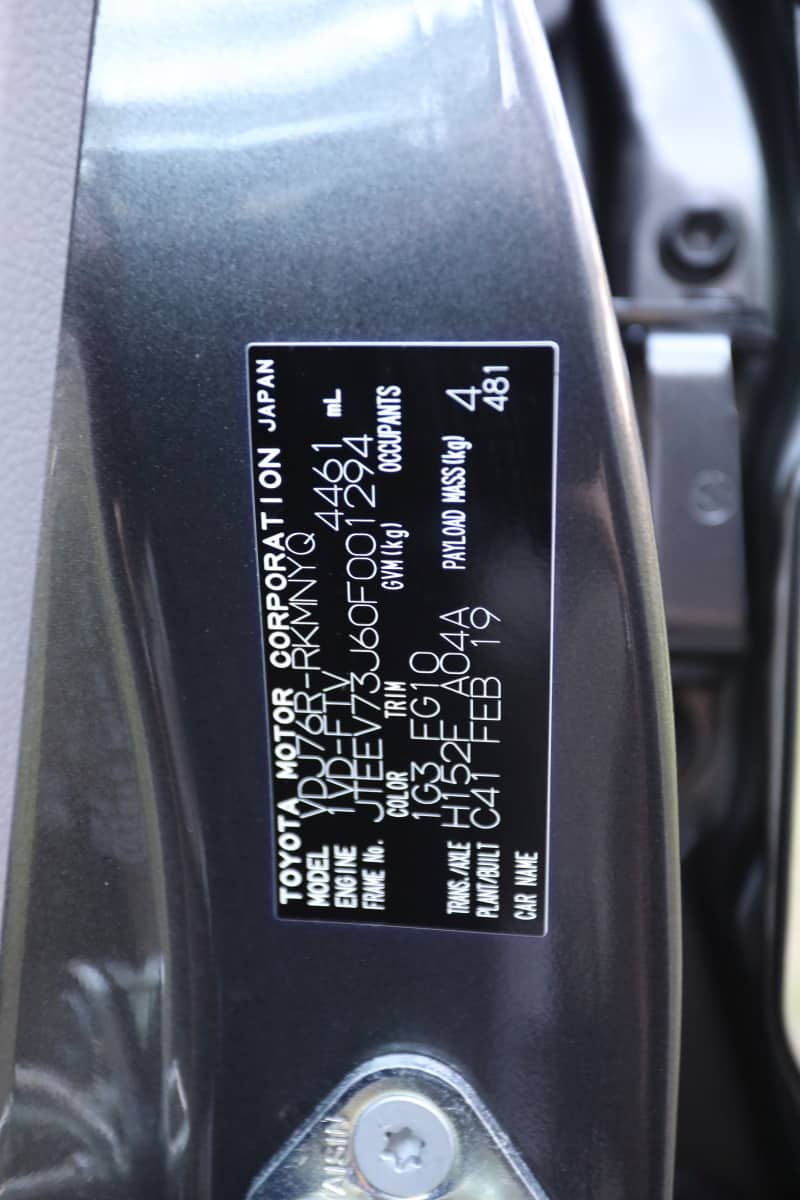 TOYOTA MOTOR CORPORATION JAPAN
MODEL VDJ76R-RKMNYQ
ENGINE 1VD-FTV 4461 mL
FRAME No. JTEEV73J60F001294
COLOR TRIM GVM(kg) OCCUPANTS
1G3 FG10 4
TRANS./AXLE H152F A04A PAYLOAD MASS(kg) 481
PLANT/BUILT C41 FEB 19
CAR NAME
AISIN